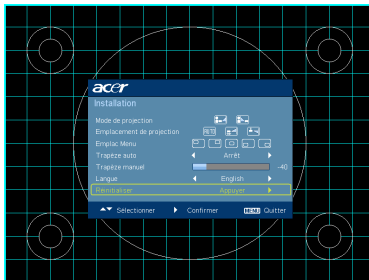 acer
Installation
Mode de projection
Emplacement de projection AUTO
Emplac Menu
Trapèze auto Arrêt
Trapèze manuel -40
Langue English
Réinitialiser Appuyer
Sélectionner Confirmer MENU Quitter